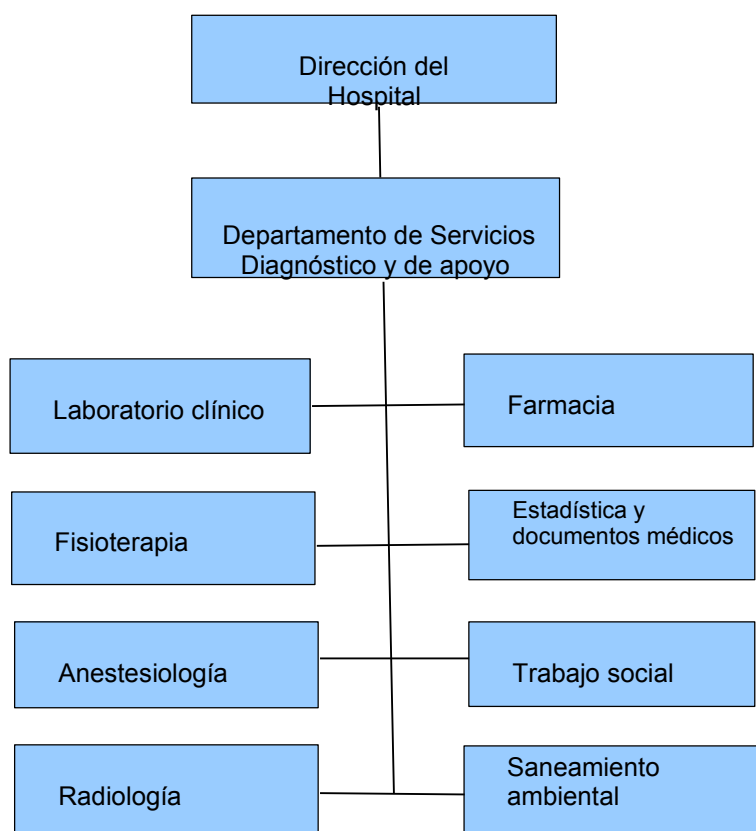 Dirección del
Hospital
Departamento de Servicios
Diagnóstico y de apoyo
Laboratorio clínico
Farmacia
Fisioterapia
Estadística y
documentos médicos
Anestesiología
Trabajo social
Radiología
Saneamiento
ambiental